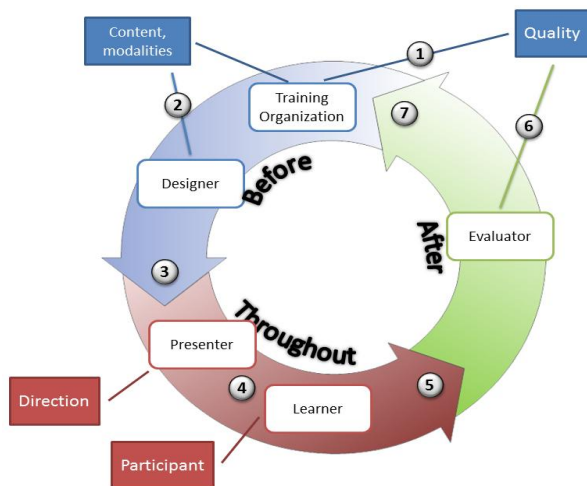 Content,
modalities
1
Quality
2
Training
Organization
7
6
Designer
Before
After
Evaluator
3
Throughout
Presenter
Direction
4
Learner
5
Participant